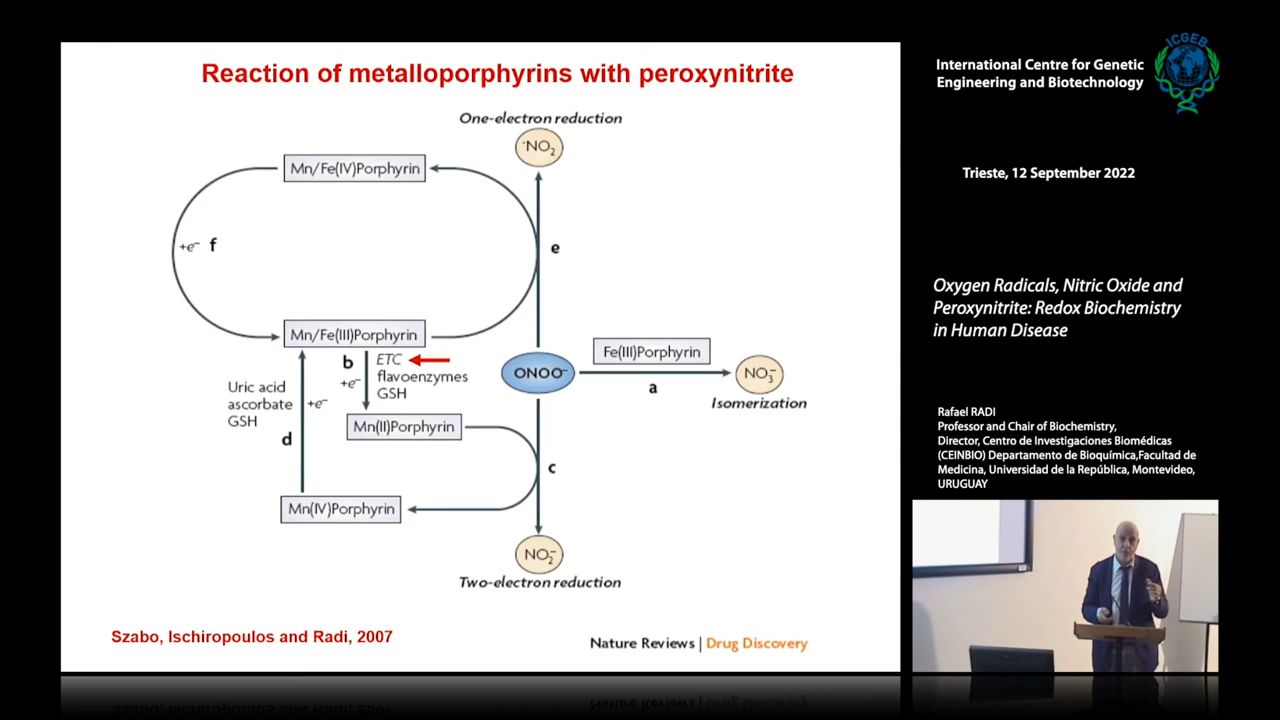 Reaction of metalloporphyrins with peroxynitrite
One-electron reduction
˙NO₂
Mn/Fe(IV)Porphyrin
+e⁻ f
e
Mn/Fe(III)Porphyrin
b
ETC
+e⁻
flavoenzymes
GSH
Fe(III)Porphyrin
ONOO⁻
a
NO₃⁻
Isomerization
Uric acid
ascorbate
GSH
+e⁻
d
Mn(II)Porphyrin
c
Mn(IV)Porphyrin
NO₂⁻
Two-electron reduction
Szabo, Ischiropoulos and Radi, 2007
Nature Reviews | Drug Discovery
International Centre for Genetic
Engineering and Biotechnology
ICGEB
Trieste, 12 September 2022
Oxygen Radicals, Nitric Oxide and
Peroxynitrite: Redox Biochemistry
in Human Disease
Rafael RADI
Professor and Chair of Biochemistry,
Director, Centro de Investigaciones Biomédicas
(CEINBIO) Departamento de Bioquímica,Facultad de
Medicina, Universidad de la República, Montevideo,
URUGUAY